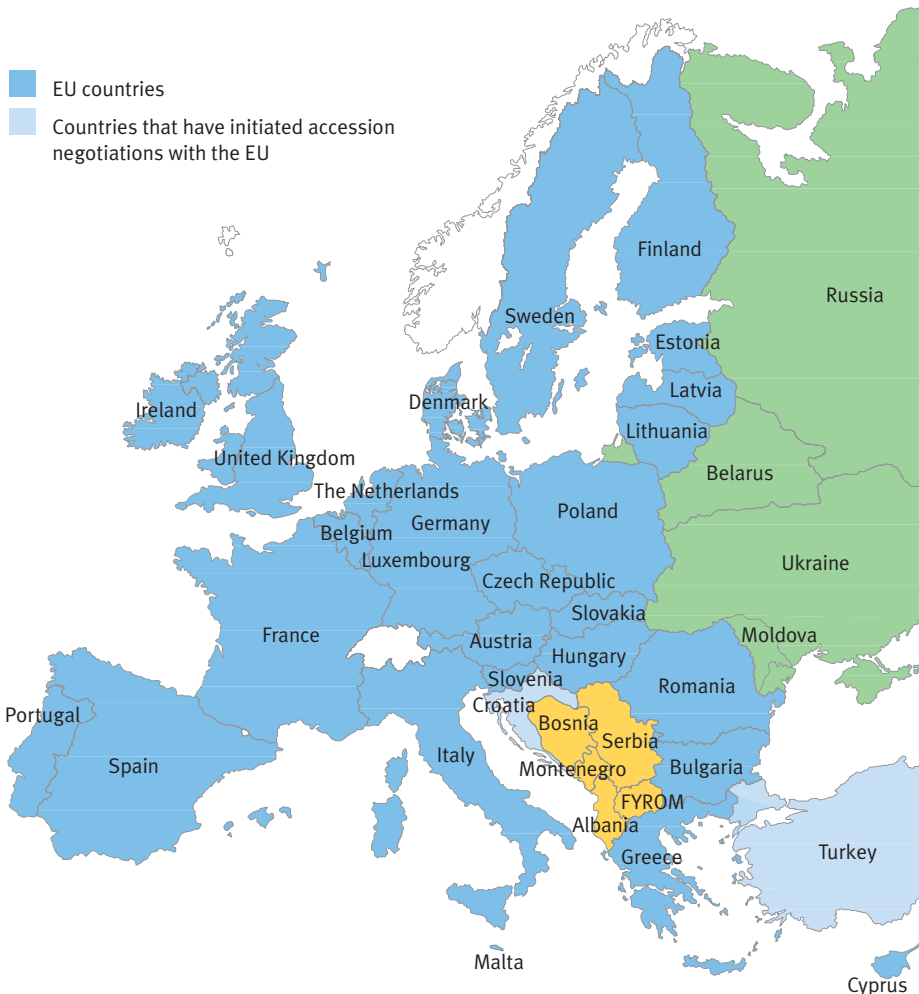 EU countries
Countries that have initiated accession
negotiations with the EU
Finland
Russia
Sweden
Estonia
Latvia
Denmark
Ireland
Lithuania
United Kingdom
Belarus
The Netherlands
Poland
Germany
Belgium
Luxembourg
Ukraine
Czech Republic
Slovakia
France
Moldova
Austria
Hungary
Slovenia
Romania
Croatia
Portugal
Bosnia
Serbia
Italy
Spain
Bulgaria
Montenegro
FYROM
Albania
Turkey
Greece
Malta
Cyprus